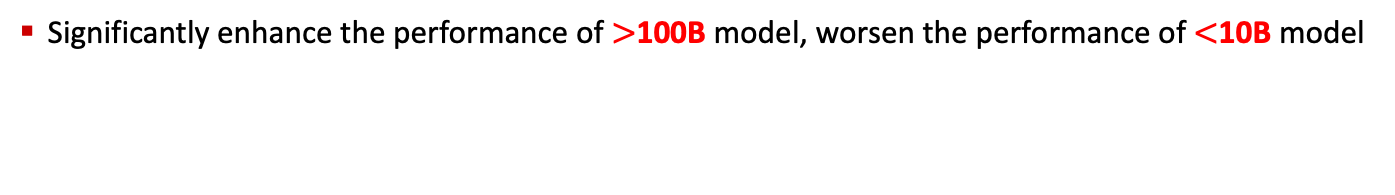 ▪ Significantly enhance the performance of >100B model, worsen the performance of <10B model